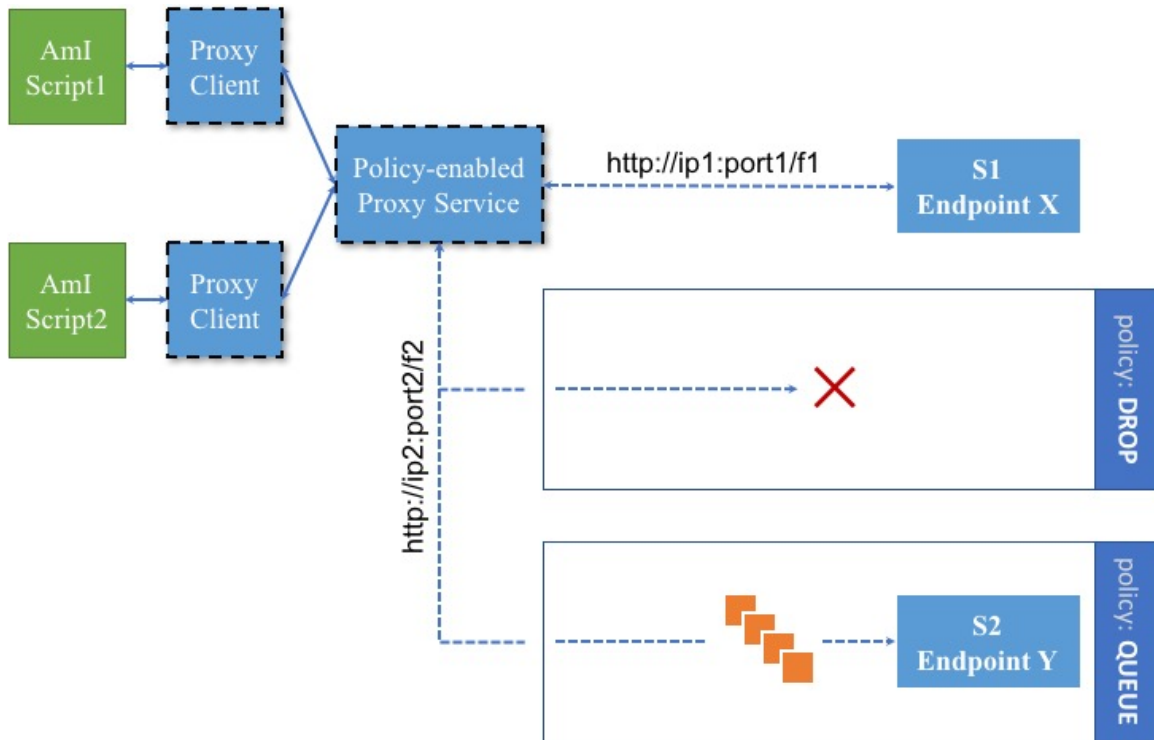 AmI
Script1
Proxy
Client
Policy-enabled
Proxy Service
http://ip1:port1/f1
S1
Endpoint X
AmI
Script2
Proxy
Client
http://ip2:port2/f2
policy: DROP
S2
Endpoint Y
policy: QUEUE